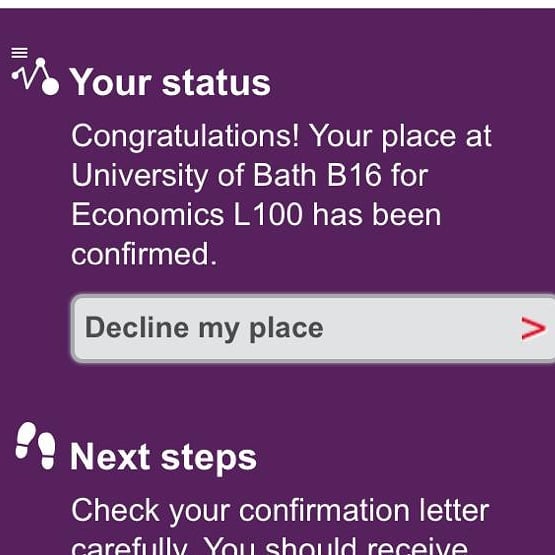 Your status
Congratulations! Your place at
University of Bath B16 for
Economics L100 has been
confirmed.
Decline my place >
Next steps
Check your confirmation letter
carefully. You should receive